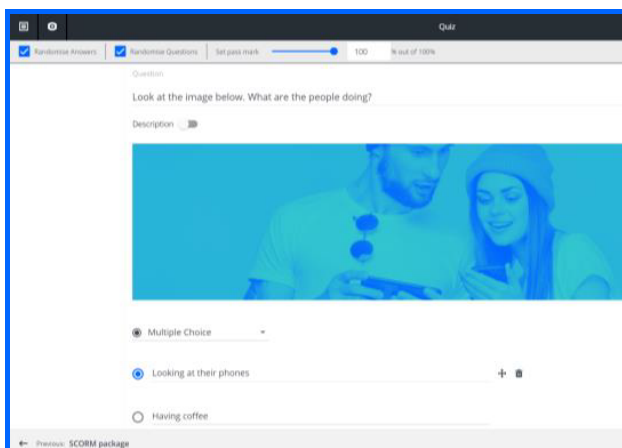 Quiz
Randomise Answers Randomise Questions Set pass mark 100 % out of 100%
Question
Look at the image below. What are the people doing?
Description
Multiple Choice
Looking at their phones
Having coffee
Previous: SCORM package